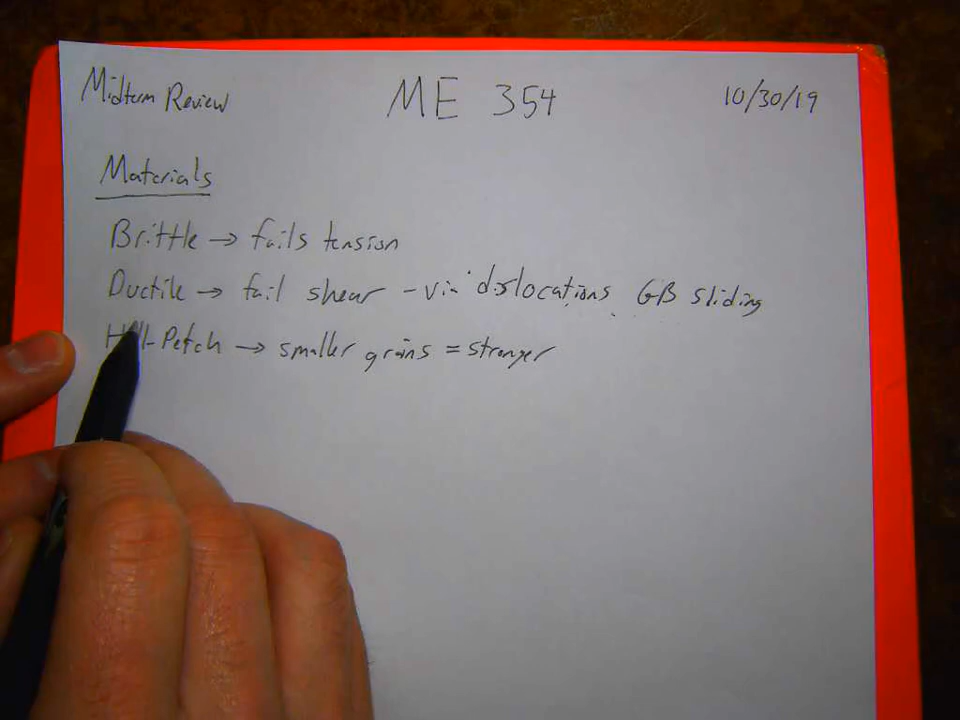 Midterm Review ME 354 10/30/19
Materials
Brittle → fails tension
Ductile → fail shear - via dislocations, GB sliding
Hall-Petch → smaller grains = stronger